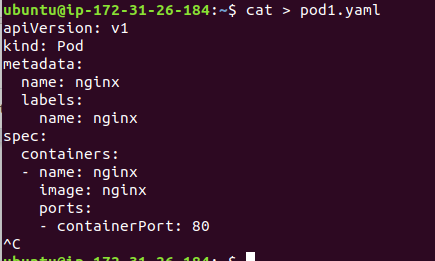 ubuntu@ip-172-31-26-184:~$ cat > pod1.yaml
apiVersion: v1
kind: Pod
metadata:
  name: nginx
  labels:
    name: nginx
spec:
  containers:
  - name: nginx
    image: nginx
    ports:
    - containerPort: 80
^C
ubuntu@ip-172-31-26-184:~$